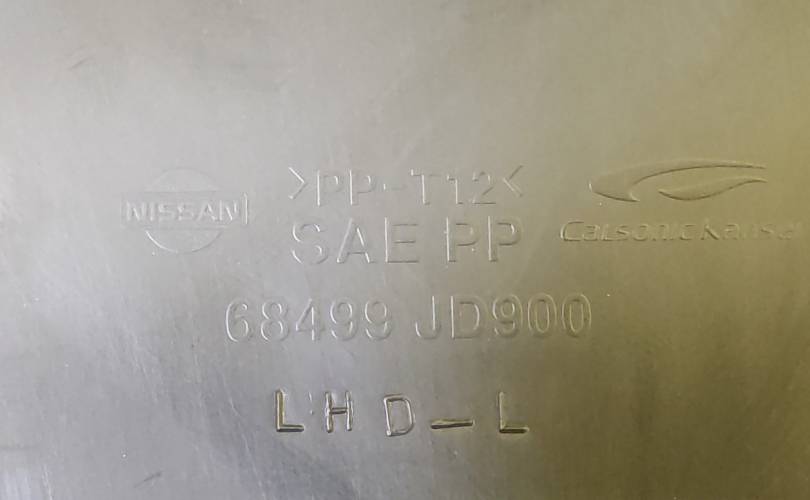 >PP-T12<
NISSAN
SAE PP
CalsonicKansei
68499 JD900
LHD-L